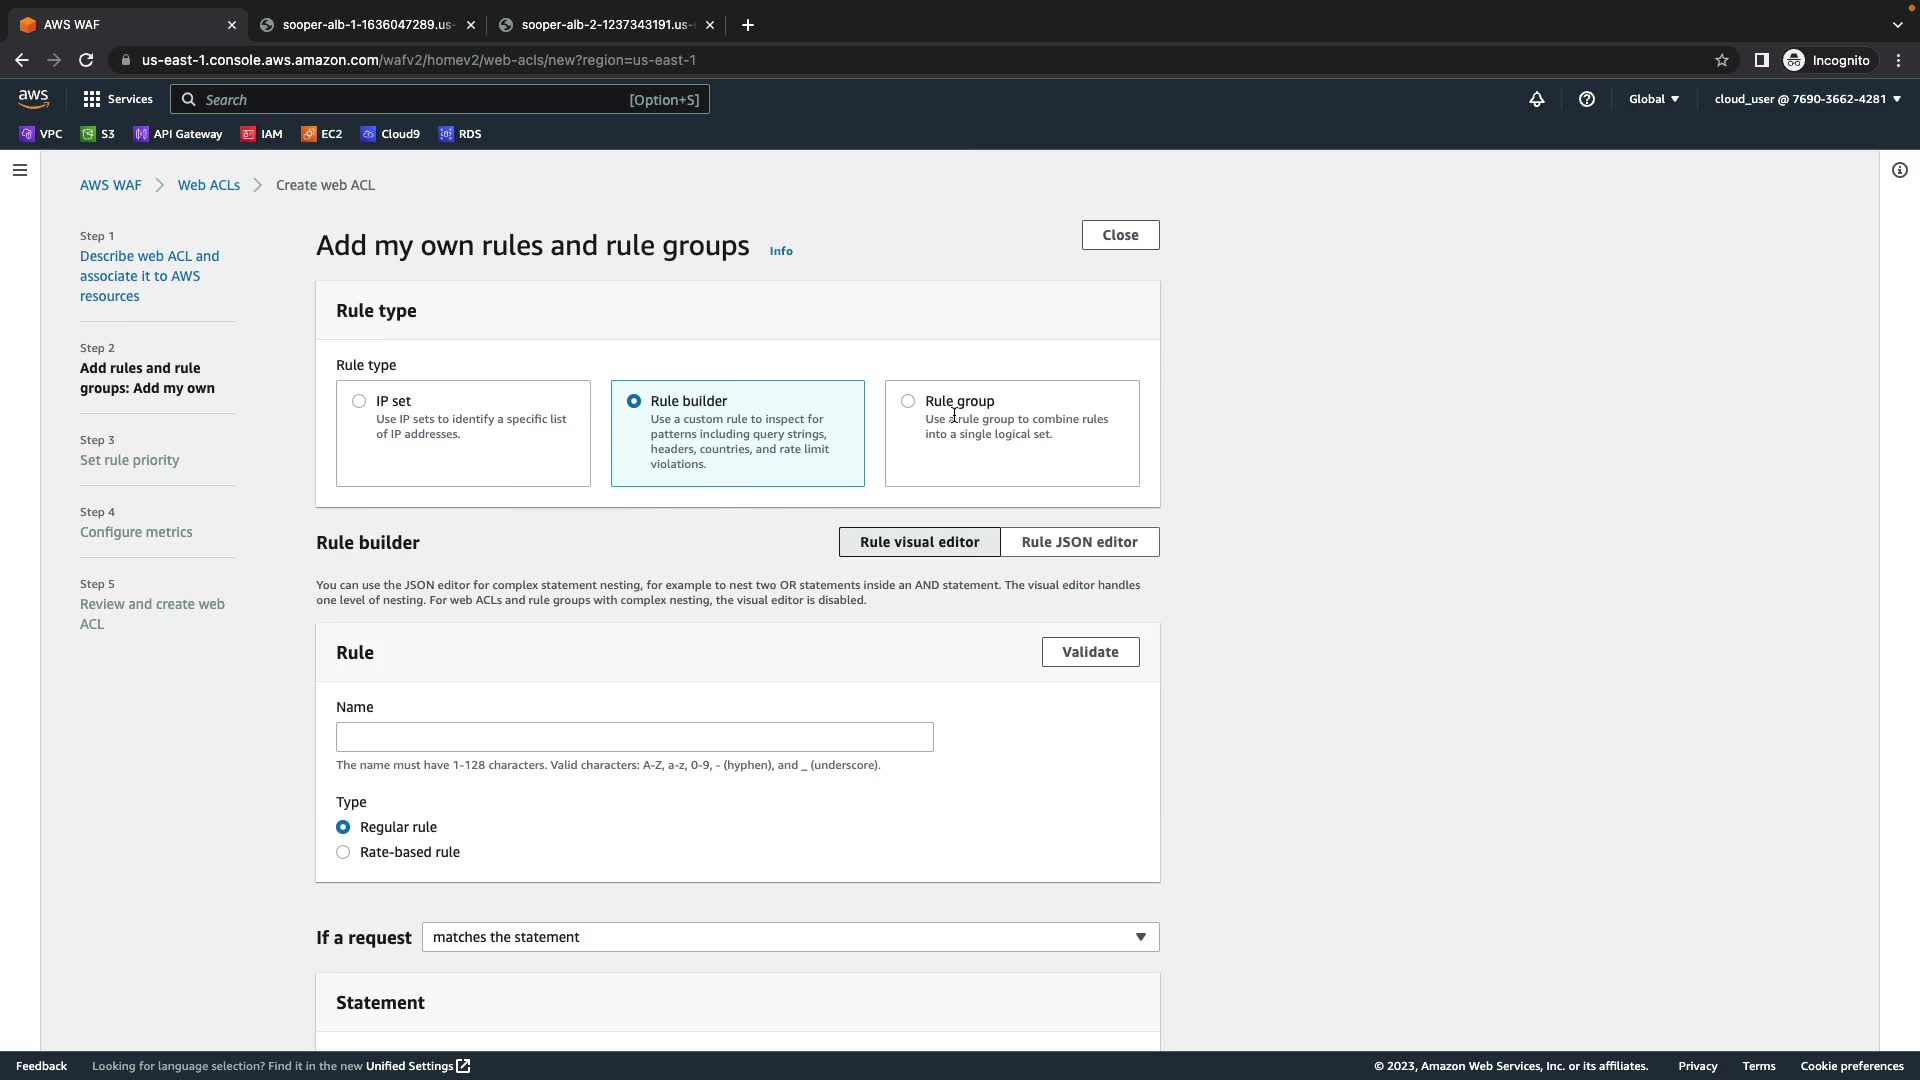 AWS WAF
sooper-alb-1-1636047289.us-
sooper-alb-2-1237343191.us-
us-east-1.console.aws.amazon.com/wafv2/homev2/web-acls/new?region=us-east-1
Incognito
aws
Services
Search
[Option+S]
Global
cloud_user @ 7690-3662-4281
VPC
S3
API Gateway
IAM
EC2
Cloud9
RDS
AWS WAF
Web ACLs
Create web ACL
Step 1
Describe web ACL and
associate it to AWS
resources
Step 2
Add rules and rule
groups: Add my own
Step 3
Set rule priority
Step 4
Configure metrics
Step 5
Review and create web
ACL
Add my own rules and rule groups
Info
Close
Rule type
Rule type
IP set
Use IP sets to identify a specific list
of IP addresses.
Rule builder
Use a custom rule to inspect for
patterns including query strings,
headers, countries, and rate limit
violations.
Rule group
Use a rule group to combine rules
into a single logical set.
Rule builder
Rule visual editor
Rule JSON editor
You can use the JSON editor for complex statement nesting, for example to nest two OR statements inside an AND statement. The visual editor handles
one level of nesting. For web ACLs and rule groups with complex nesting, the visual editor is disabled.
Rule
Validate
Name
The name must have 1-128 characters. Valid characters: A-Z, a-z, 0-9, - (hyphen), and _ (underscore).
Type
Regular rule
Rate-based rule
If a request
matches the statement
Statement
Feedback
Looking for language selection? Find it in the new Unified Settings
© 2023, Amazon Web Services, Inc. or its affiliates.
Privacy
Terms
Cookie preferences